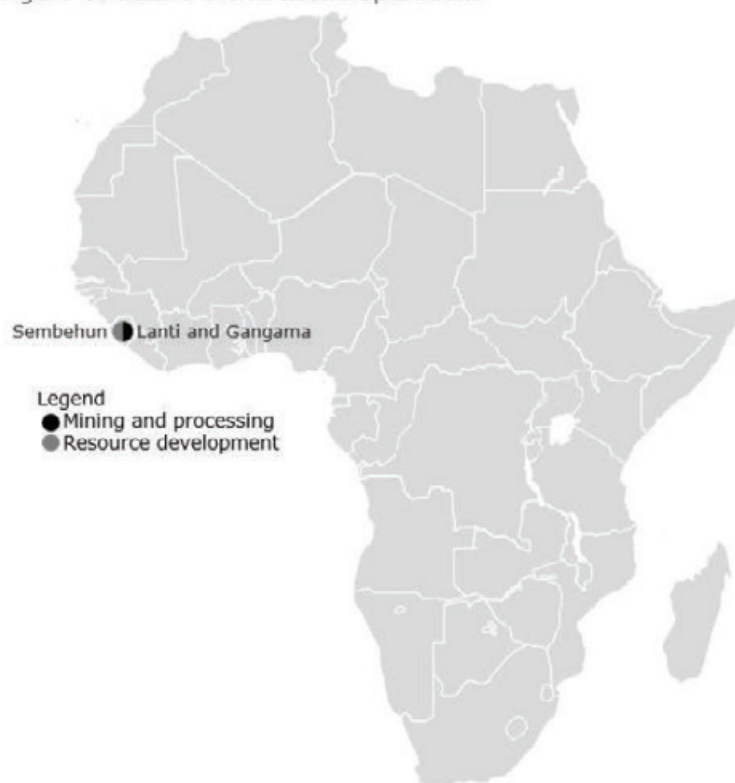 Sembehun Lanti and Gangama
Legend
Mining and processing
Resource development